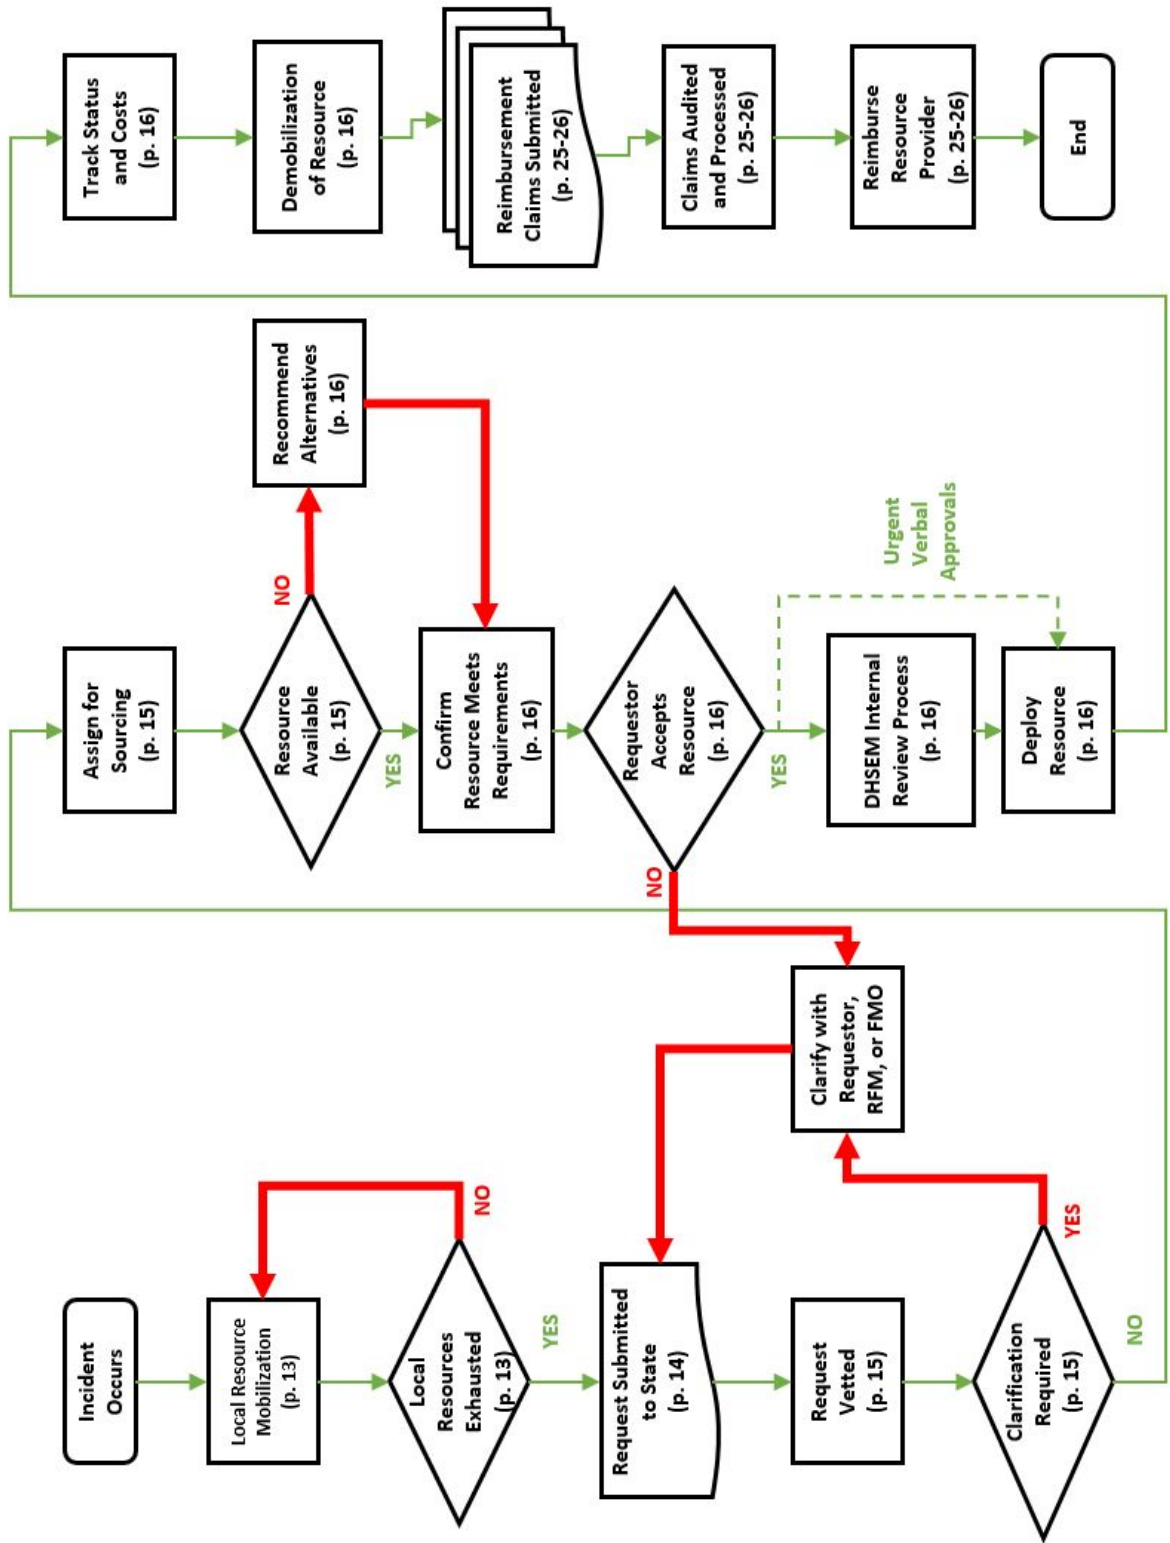 Incident
Occurs
Local Resource
Mobilization
(p. 13)
Local
Resources
Exhausted
(p. 13)
NO
YES
Request Submitted
to State
(p. 14)
Request
Vetted
(p. 15)
Clarification
Required
(p. 15)
YES
NO
Clarify with
Requestor,
RFM, or FMO
Assign for
Sourcing
(p. 15)
Resource
Available
(p. 15)
NO
YES
Recommend
Alternatives
(p. 16)
Confirm
Resource Meets
Requirements
(p. 16)
Requestor
Accepts
Resource
(p. 16)
NO
YES
Urgent
Verbal
Approvals
DHSEM Internal
Review Process
(p. 16)
Deploy
Resource
(p. 16)
Track Status
and Costs
(p. 16)
Demobilization
of Resource
(p. 16)
Reimbursement
Claims Submitted
(p. 25-26)
Claims Audited
and Processed
(p. 25-26)
Reimburse
Resource
Provider
(p. 25-26)
End